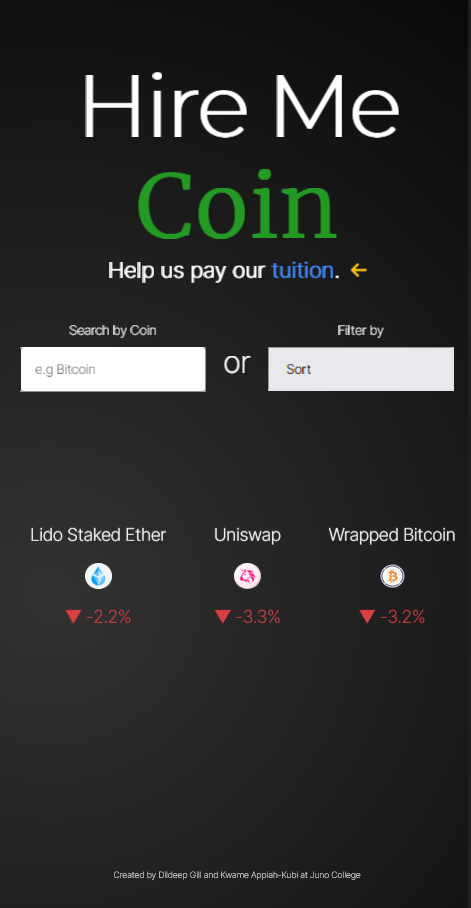 Hire Me
Coin
Help us pay our tuition. ←
Search by Coin
Filter by
e.g Bitcoin
or
Sort
Lido Staked Ether
Uniswap
Wrapped Bitcoin
▼ -2.2%
▼ -3.3%
▼ -3.2%
Created by Dildeep Gill and Kwame Appiah-Kubi at Juno College